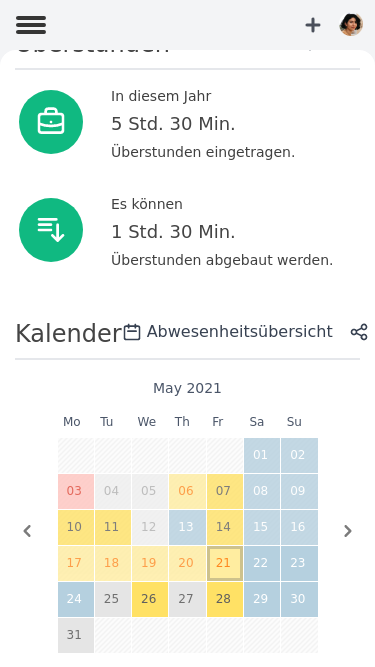 Überstunden
In diesem Jahr
5 Std. 30 Min.
Überstunden eingetragen.
Es können
1 Std. 30 Min.
Überstunden abgebaut werden.
Kalender Abwesenheitsübersicht
May 2021
Mo Tu We Th Fr Sa Su
01 02
03 04 05 06 07 08 09
10 11 12 13 14 15 16
17 18 19 20 21 22 23
24 25 26 27 28 29 30
31